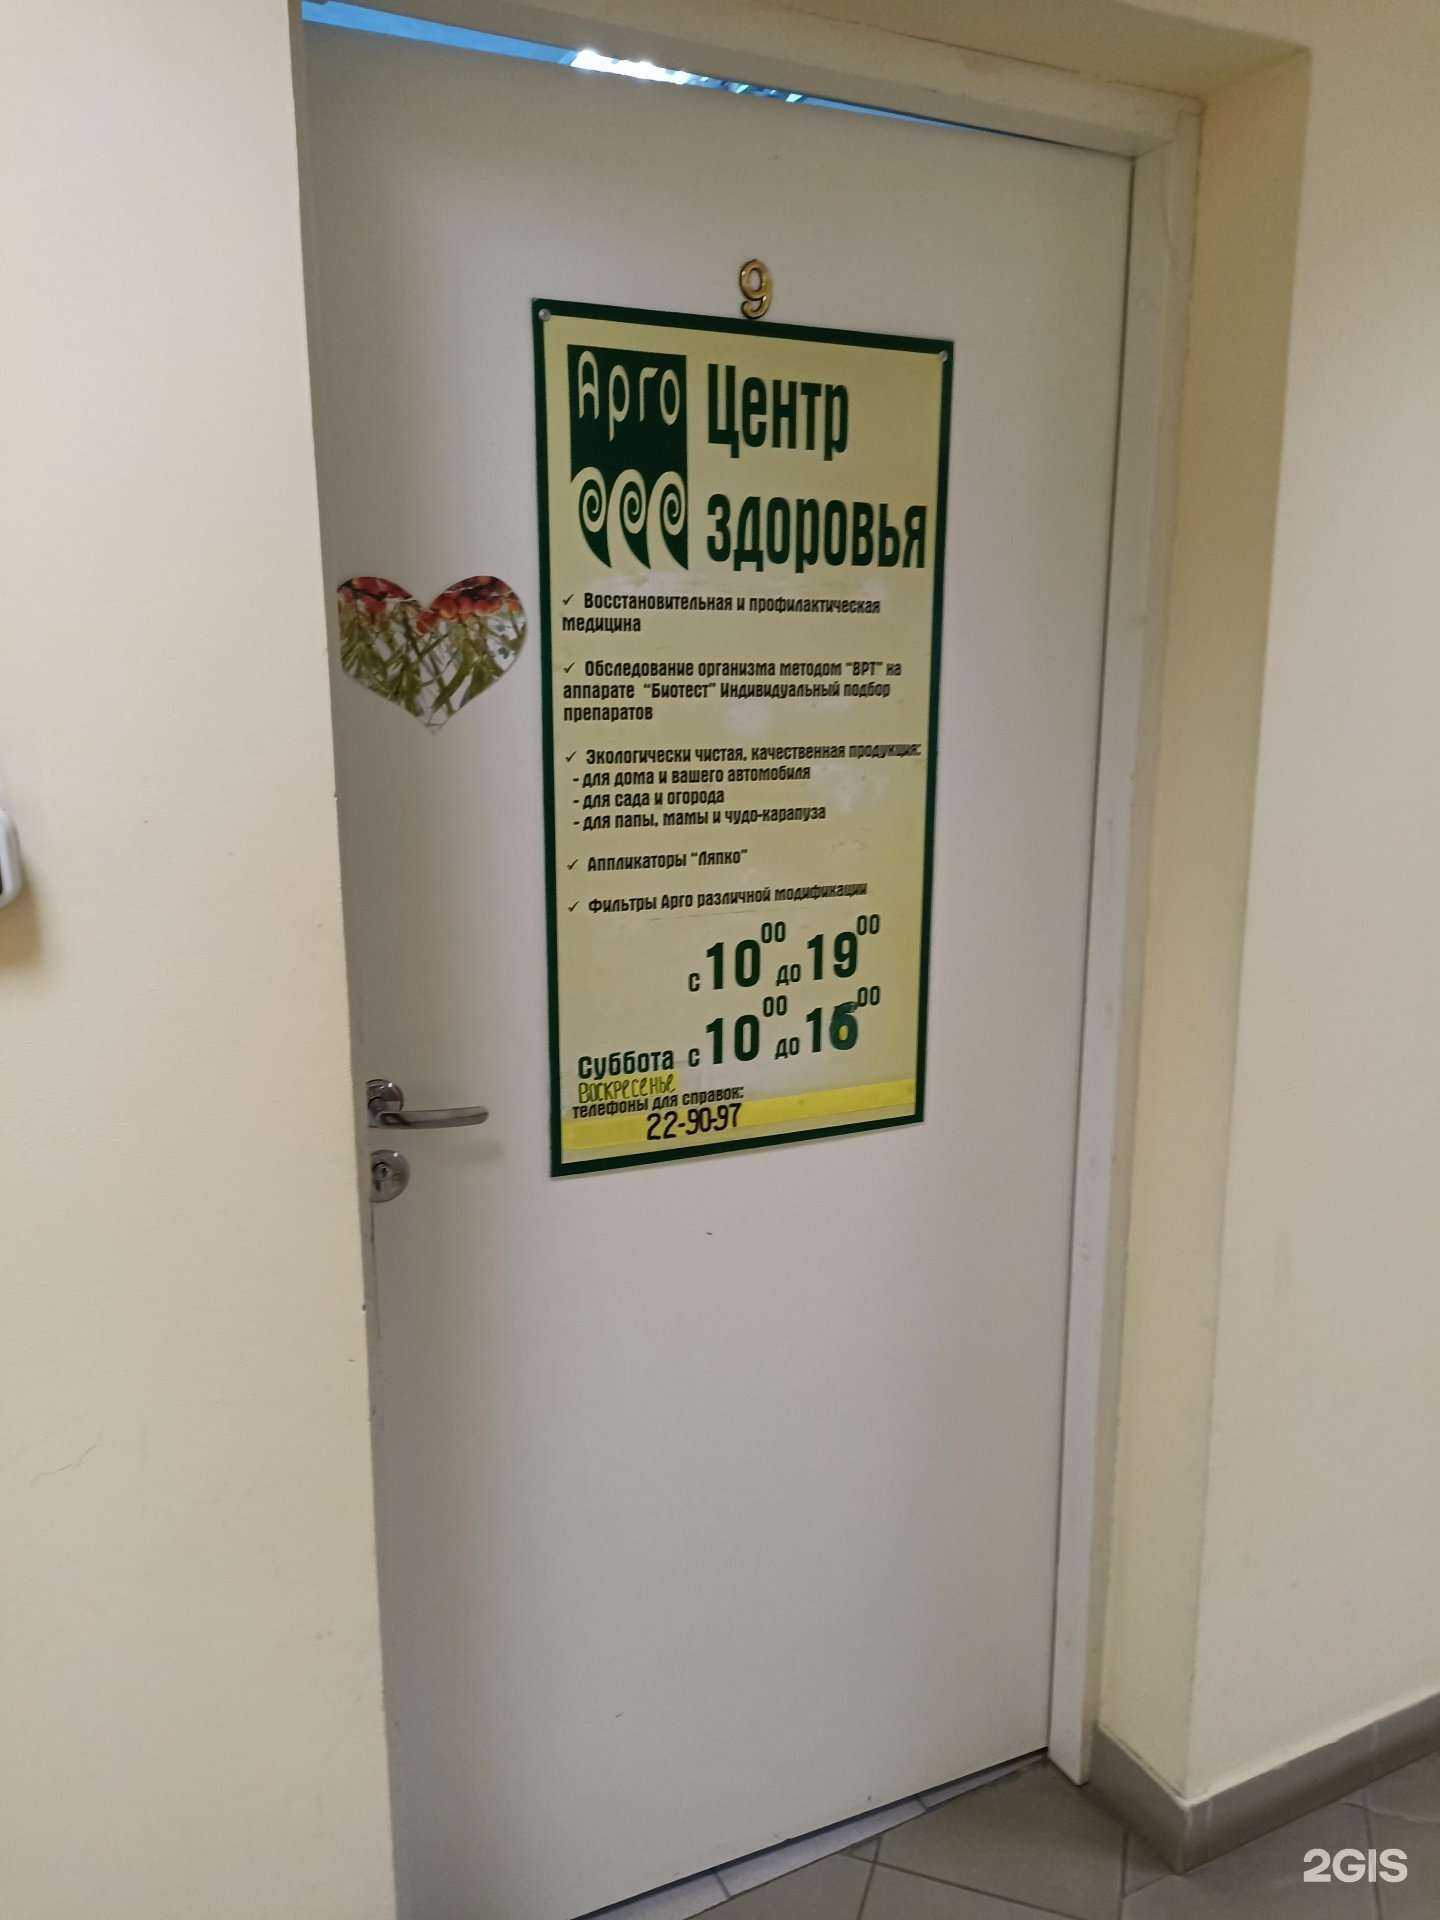 9
Арго
Центр
здоровья
✓ Восстановительная и профилактическая
медицина
✓ Обследование организма методом "ВРТ" на
аппарате "Биотест" Индивидуальный подбор
препаратов
✓ Экологически чистая, качественная продукция:
- для дома и вашего автомобиля
- для сада и огорода
- для папы, мамы и чудо-карапуза
✓ Аппликаторы "Ляпко"
✓ Фильтры Арго различной модификации
с 10 00 до 19 00
Суббота с 10 00 до 16 00
Воскресенье
телефоны для справок:
22-90-97
2GIS